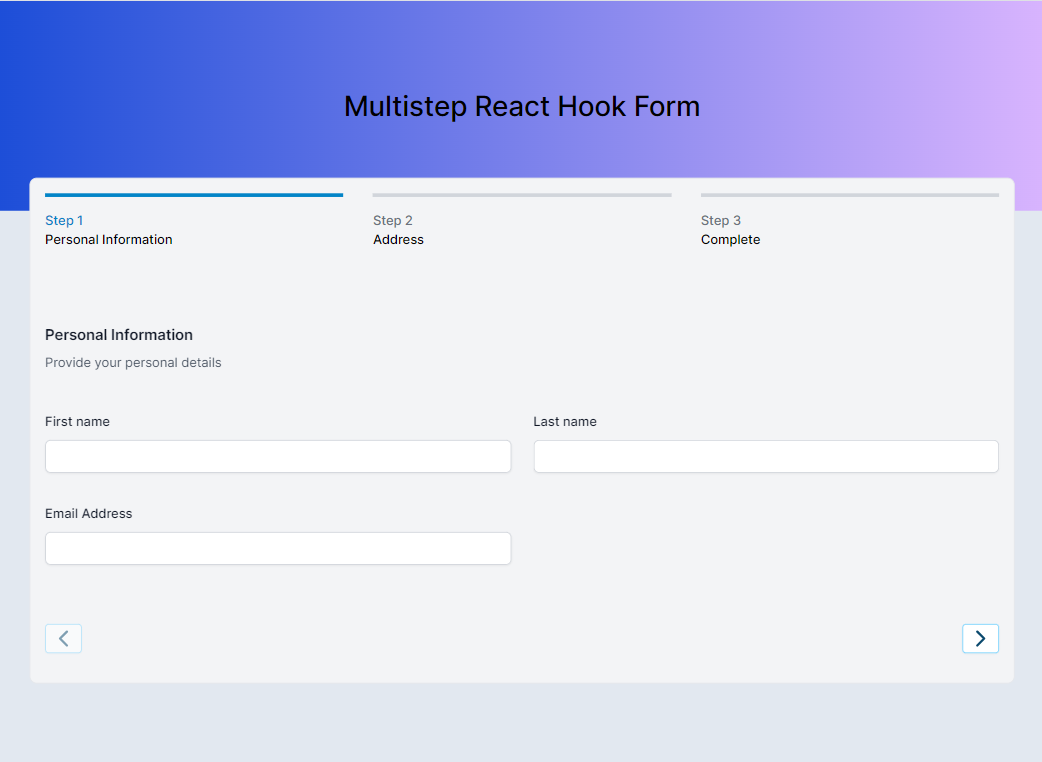 Multistep React Hook Form
Step 1
Personal Information
Step 2
Address
Step 3
Complete
Personal Information
Provide your personal details
First name
Last name
Email Address